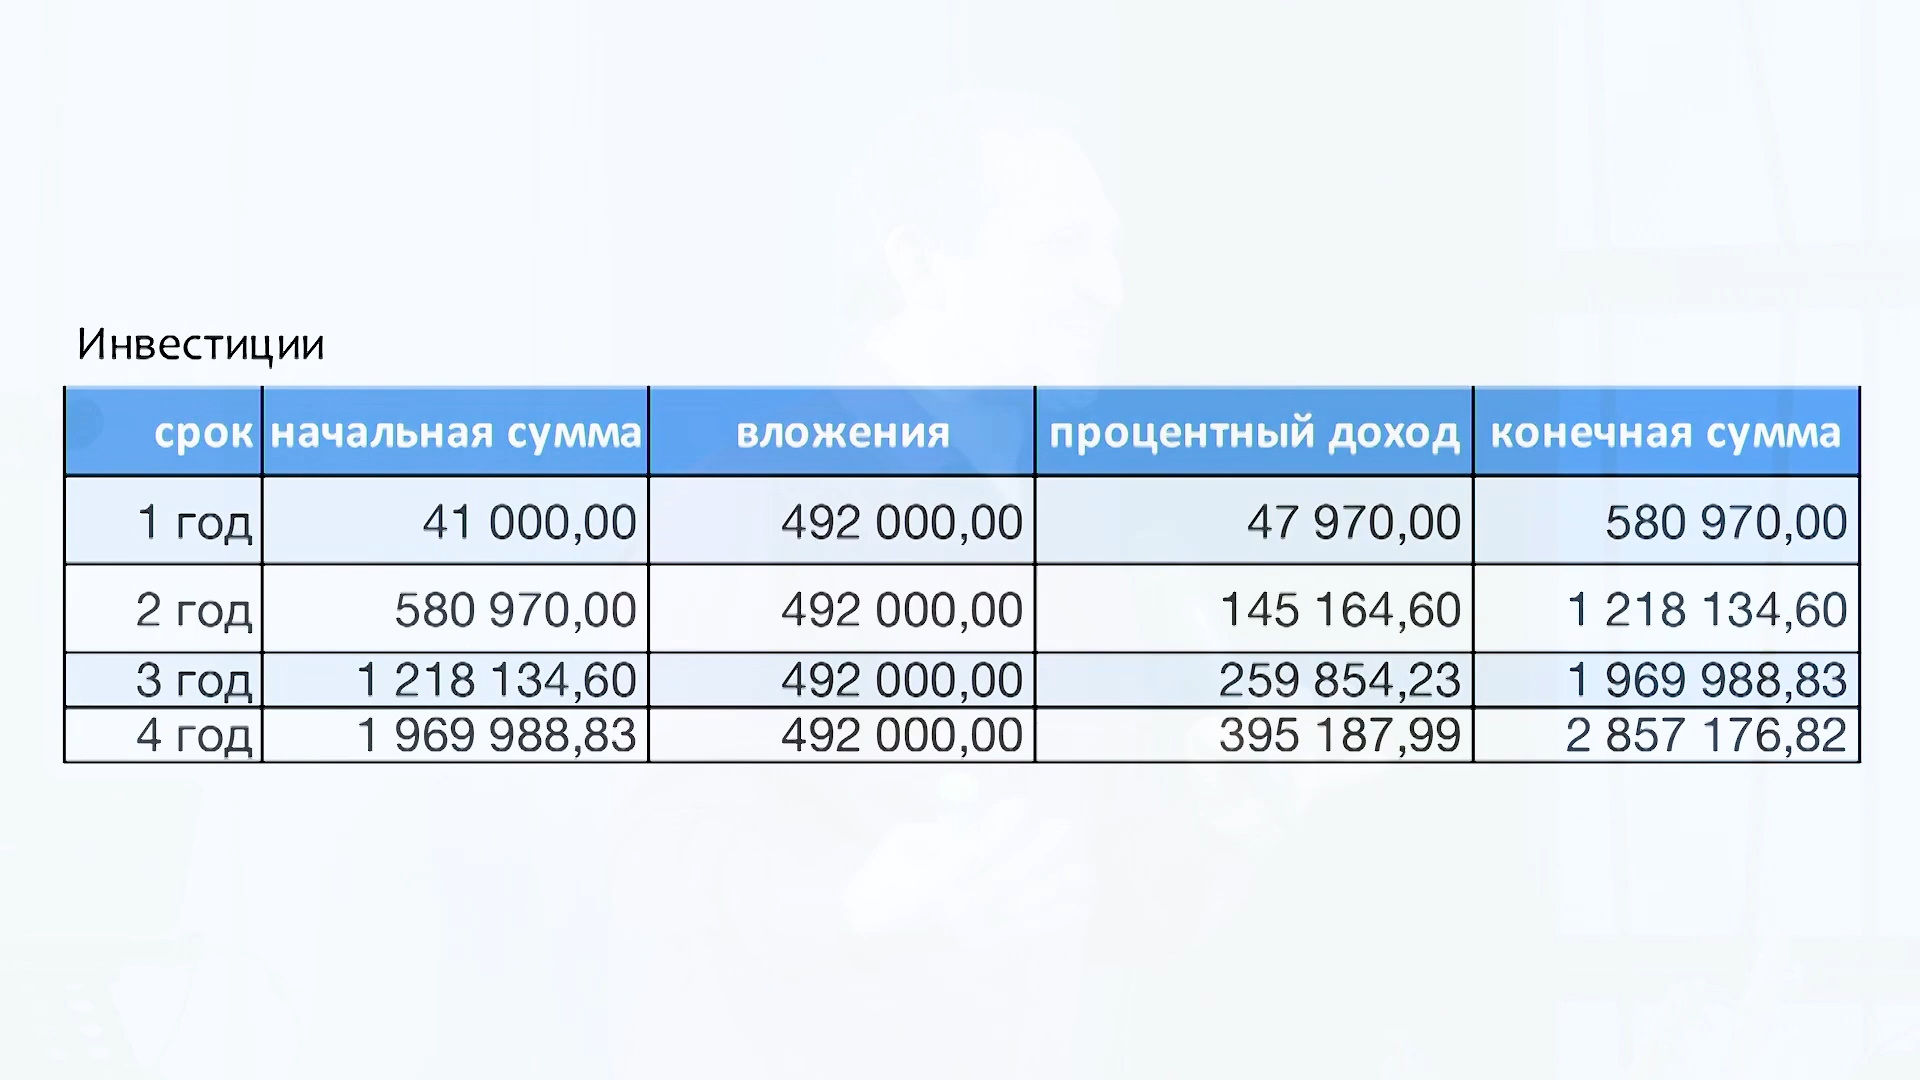 Инвестиции
срок начальная сумма вложения процентный доход конечная сумма
1 год 41 000,00 492 000,00 47 970,00 580 970,00
2 год 580 970,00 492 000,00 145 164,60 1 218 134,60
3 год 1 218 134,60 492 000,00 259 854,23 1 969 988,83
4 год 1 969 988,83 492 000,00 395 187,99 2 857 176,82